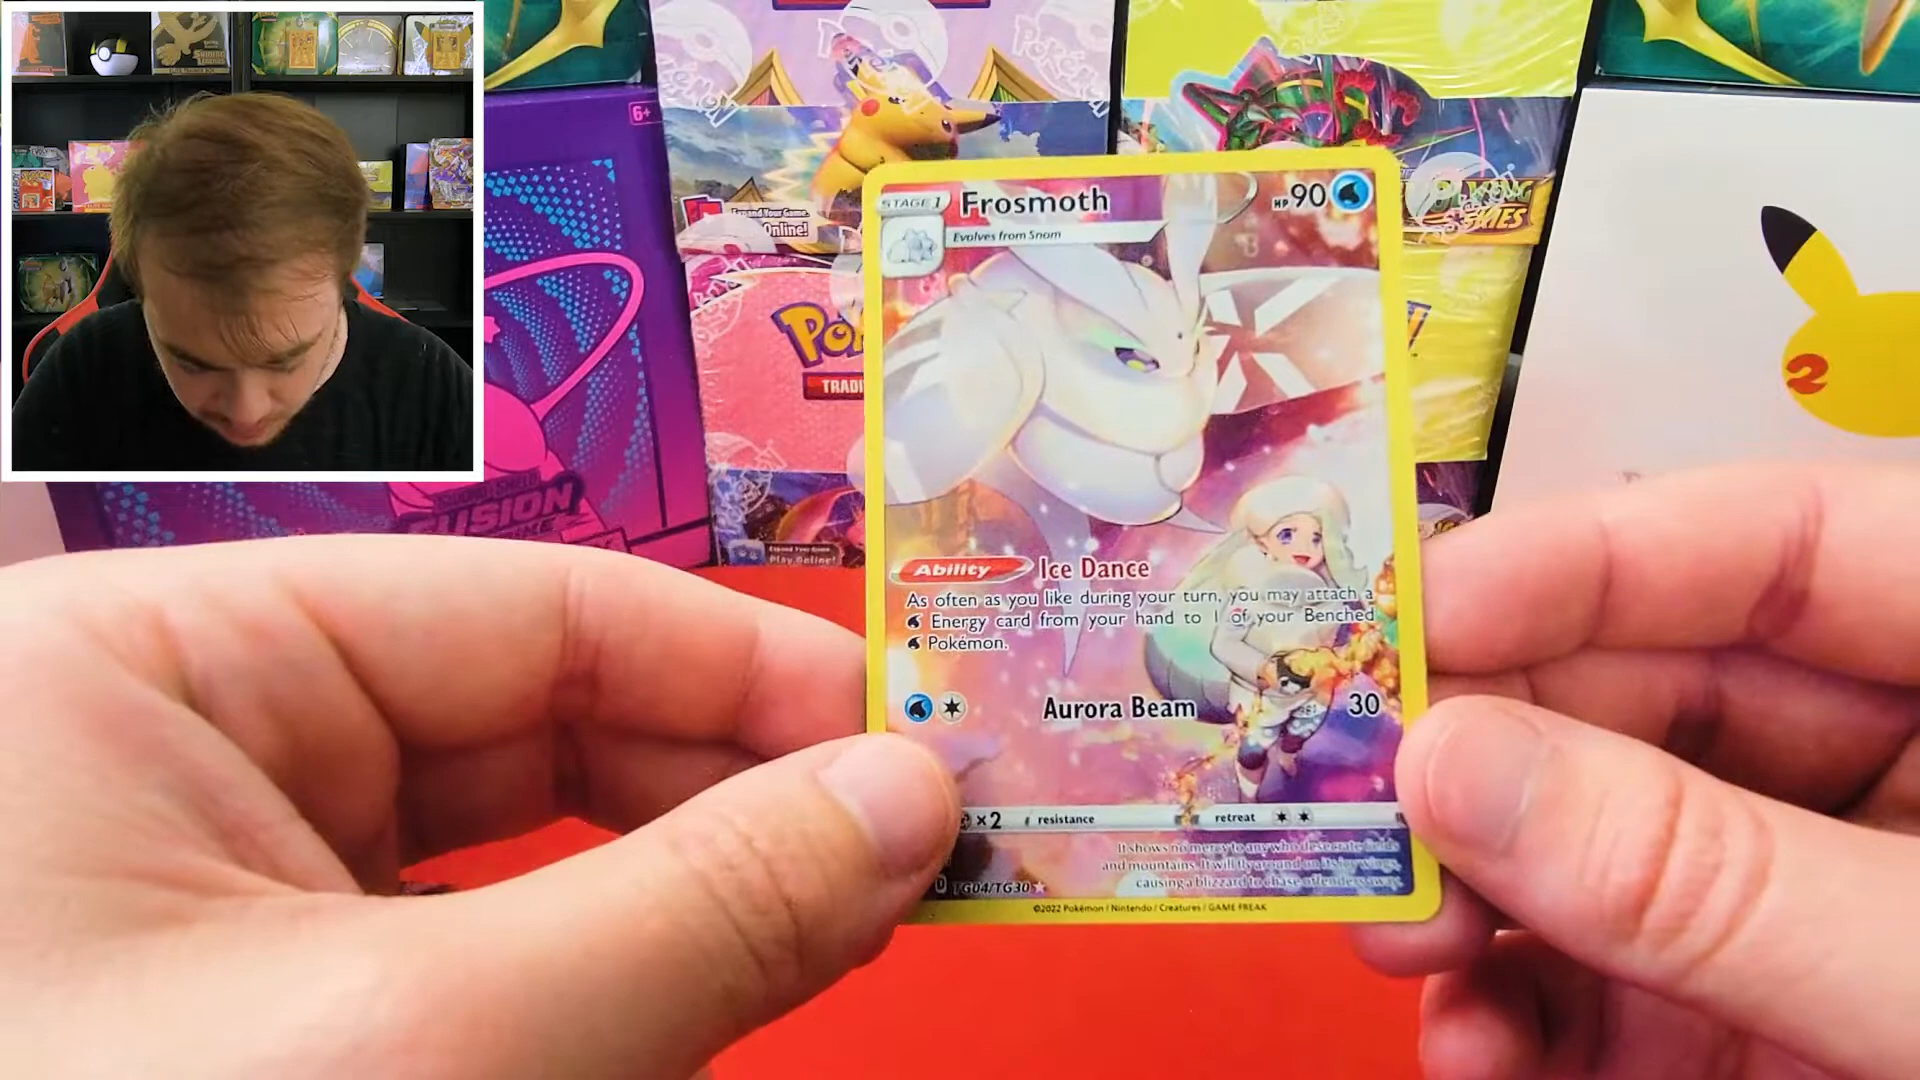 STAGE 1
Frosmoth
HP 90
Evolves from Snom
Ability Ice Dance
As often as you like during your turn, you may attach a
Energy card from your hand to 1 of your Benched
Pokémon.
Aurora Beam 30
×2 resistance retreat
It shows no mercy to any who desecrate fields
and mountains. It will fly around on its icy wings,
causing a blizzard to chase offenders away.
D TG04/TG30
©2022 Pokémon / Nintendo / Creatures / GAME FREAK
6+
Expand Your Game.
Online!
Expand Your Game
Play Online!
SKIES
FUSION
POKÉMON